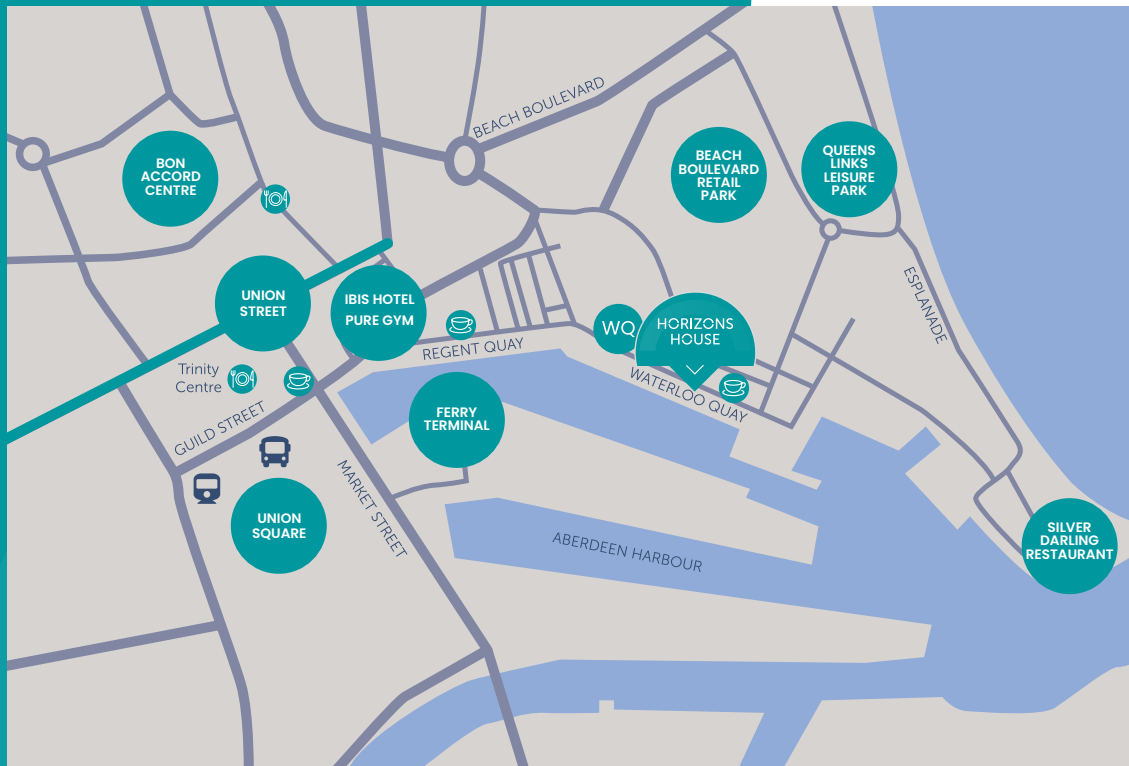 BEACH BOULEVARD
BON
ACCORD
CENTRE
BEACH
BOULEVARD
RETAIL
PARK
QUEENS
LINKS
LEISURE
PARK
UNION
STREET
IBIS HOTEL
PURE GYM
ESPLANADE
WQ
HORIZONS
HOUSE
REGENT QUAY
Trinity
Centre
WATERLOO QUAY
GUILD STREET
FERRY
TERMINAL
MARKET STREET
UNION
SQUARE
ABERDEEN HARBOUR
SILVER
DARLING
RESTAURANT